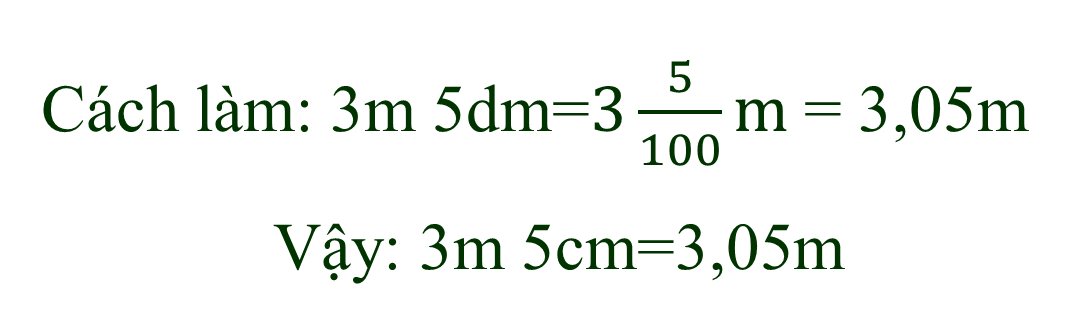 Cách làm: 3m 5dm=3 5/100 m = 3,05m
Vậy: 3m 5cm=3,05m